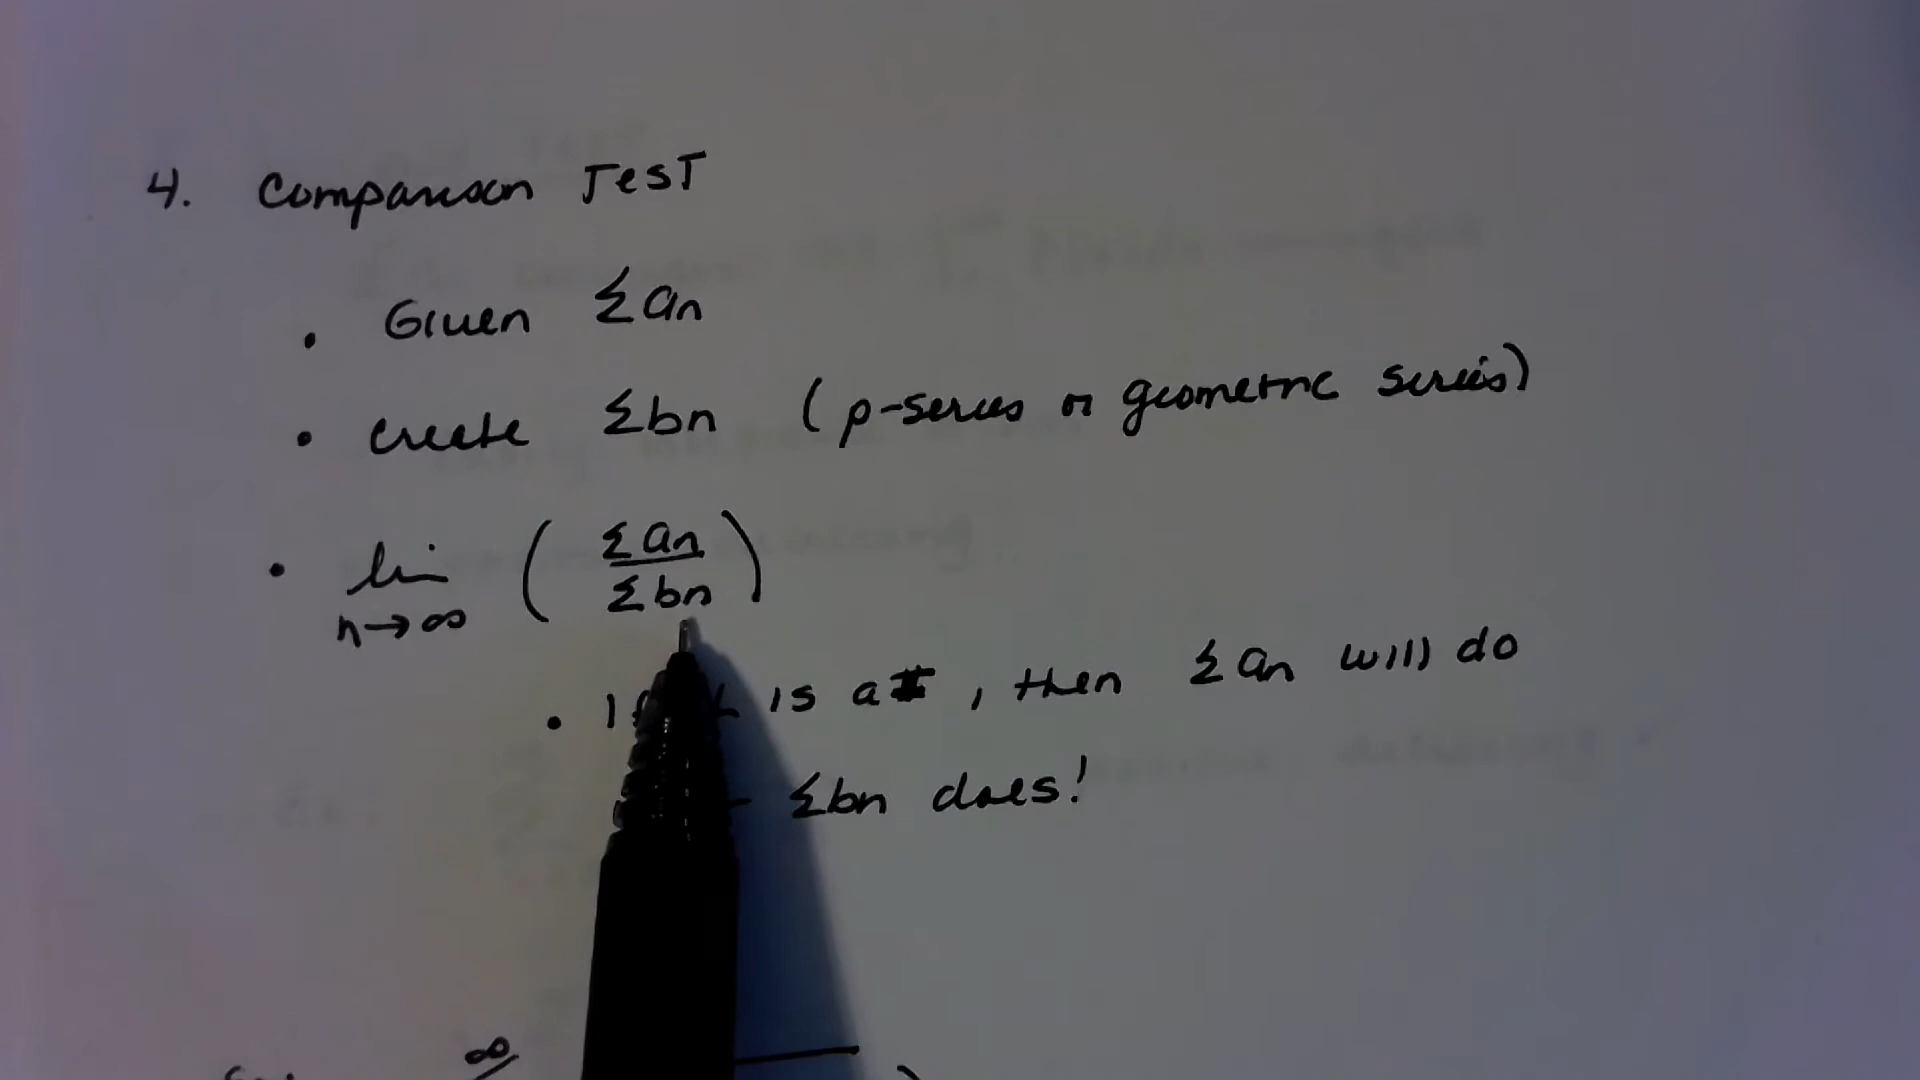 4. Comparison Test
• Given Σan
• create Σbn (p-series or geometric series)
• lim n→∞ ( Σan / Σbn )
• If L is a #, then Σan will do
Σbn does!
∞